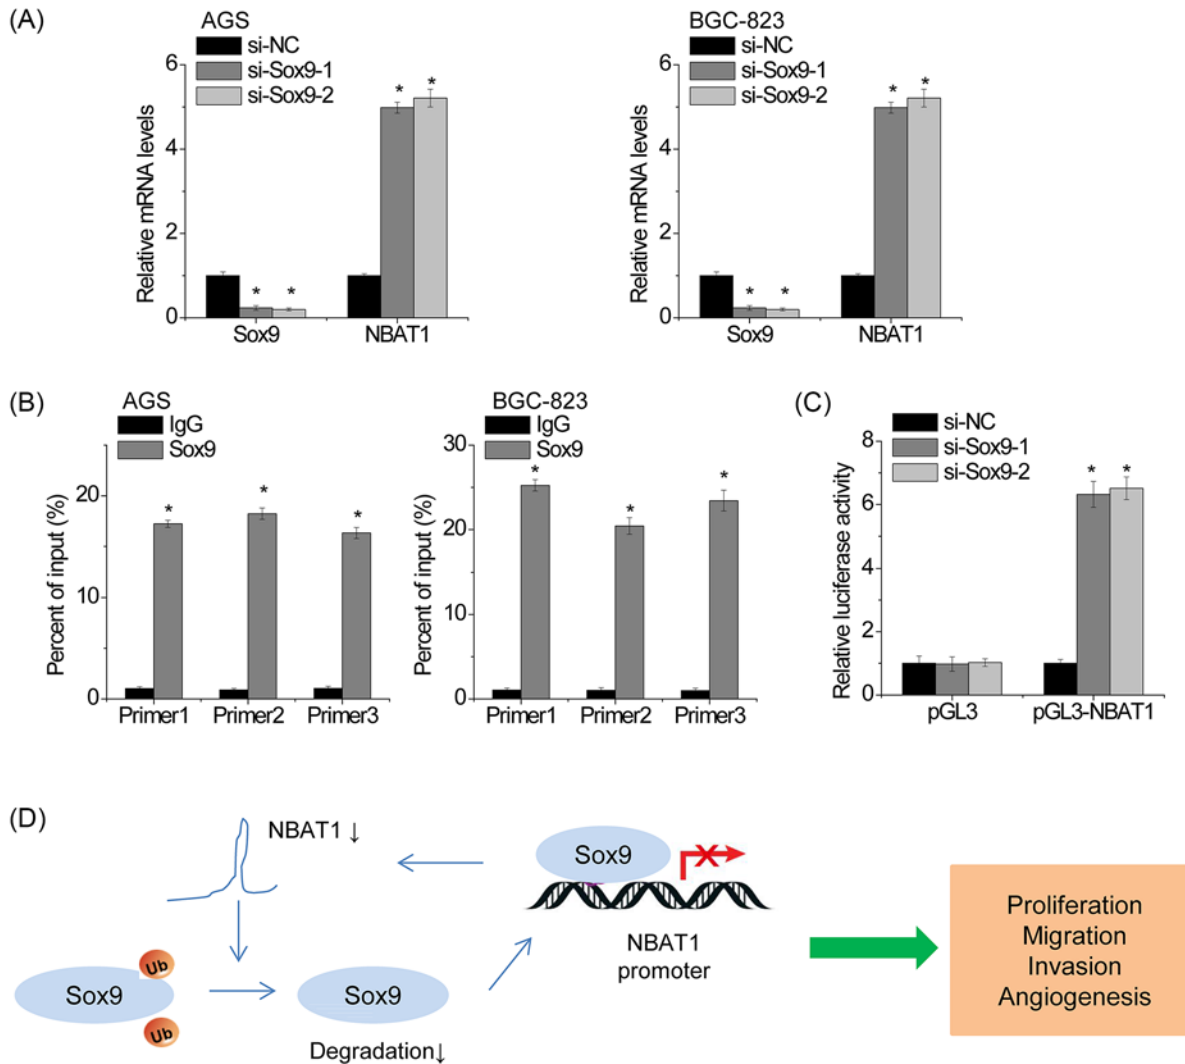 (A)
AGS
si-NC
si-Sox9-1
si-Sox9-2
Relative mRNA levels
6
4
2
0
* *
* *
Sox9 NBAT1
BGC-823
si-NC
si-Sox9-1
si-Sox9-2
Relative mRNA levels
6
4
2
0
* *
* *
Sox9 NBAT1
(B)
AGS
IgG
Sox9
Percent of input (%)
20
10
0
* * *
Primer1 Primer2 Primer3
BGC-823
IgG
Sox9
Percent of input (%)
30
20
10
0
* * *
Primer1 Primer2 Primer3
(C)
si-NC
si-Sox9-1
si-Sox9-2
Relative luciferase activity
8
6
4
2
0
* *
pGL3 pGL3-NBAT1
(D)
NBAT1 ↓
Sox9
NBAT1
promoter
Ub
Sox9
Ub
Sox9
Degradation↓
Proliferation
Migration
Invasion
Angiogenesis